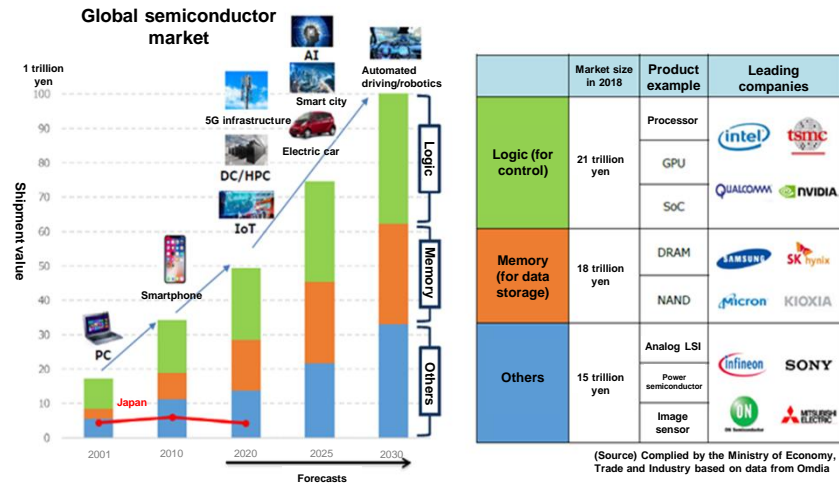 Global semiconductor
market
1 trillion
yen
100
90
80
70
60
50
40
30
20
10
0
Shipment value
2001
2010
2020
2025
2030
Forecasts
Japan
PC
Smartphone
5G infrastructure
DC/HPC
IoT
AI
Smart city
Electric car
Automated
driving/robotics
Logic
Memory
Others
Market size
in 2018
Product
example
Leading
companies
Logic (for
control)
21 trillion
yen
Processor
GPU
SoC
intel
tsmc
QUALCOMM
NVIDIA
Memory
(for data
storage)
18 trillion
yen
DRAM
NAND
SAMSUNG
SK hynix
Micron
KIOXIA
Others
15 trillion
yen
Analog LSI
Power
semiconductor
Image
sensor
infineon
SONY
ON
ON Semiconductor
MITSUBISHI
ELECTRIC
(Source) Complied by the Ministry of Economy,
Trade and Industry based on data from Omdia